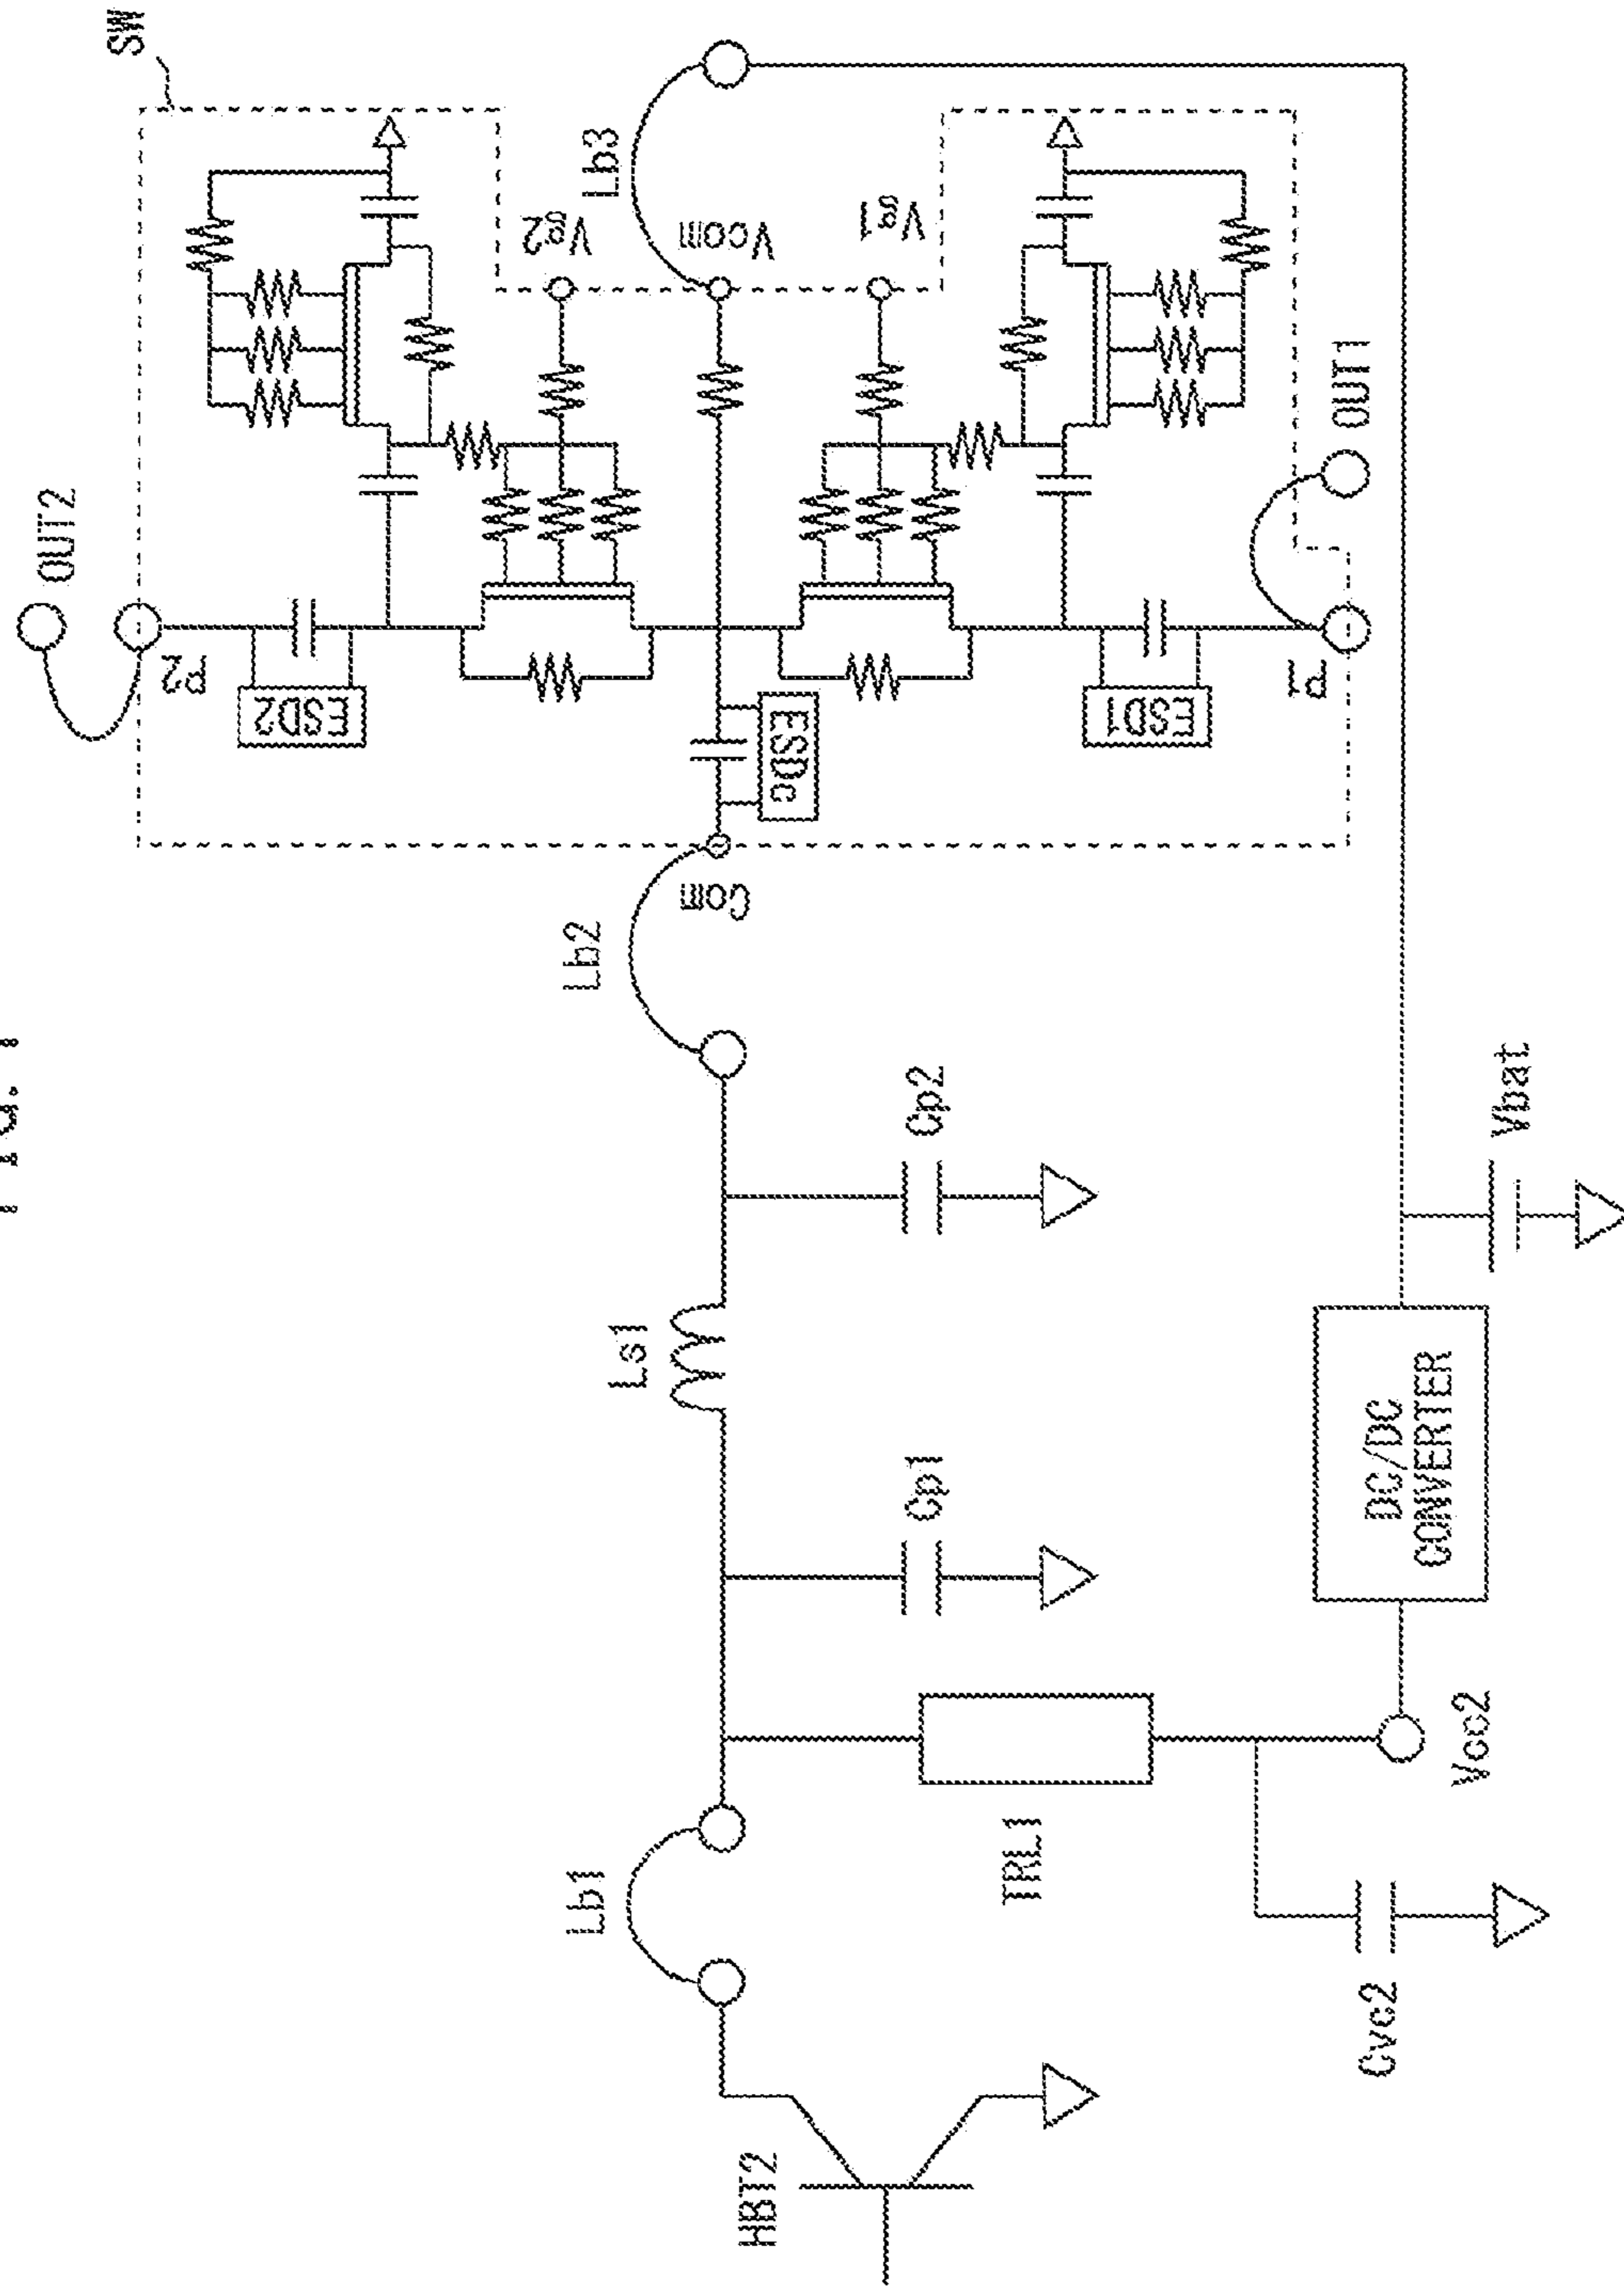 SW
OUT2
P2
ESD2
Vg2
Lb3
Vcom
Vg1
OUT1
P1
ESD1
ESDc
Com
Lb2
Cp2
Vbat
Ls1
Cp1
DC/DC
CONVERTER
Vcc2
TRL1
Lb1
Cvc2
HBT2